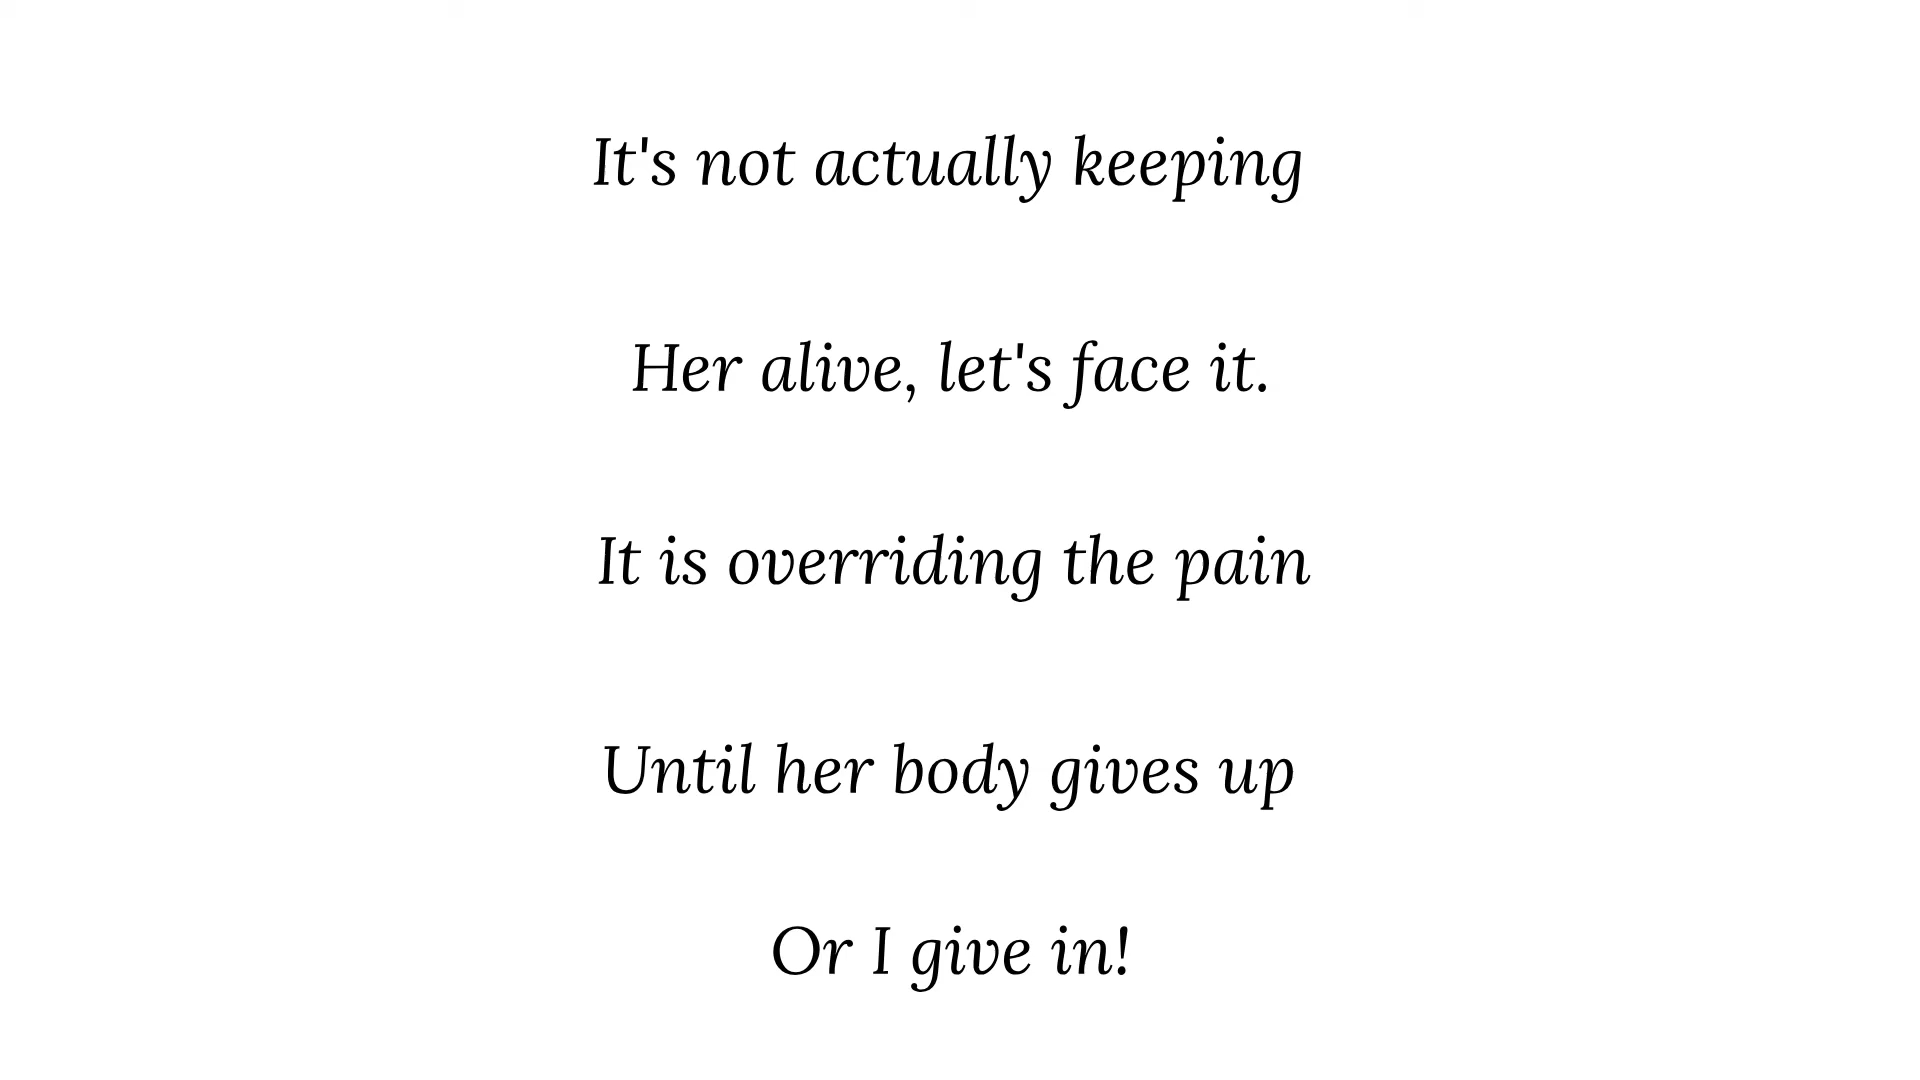 It's not actually keeping
Her alive, let's face it.
It is overriding the pain
Until her body gives up
Or I give in!